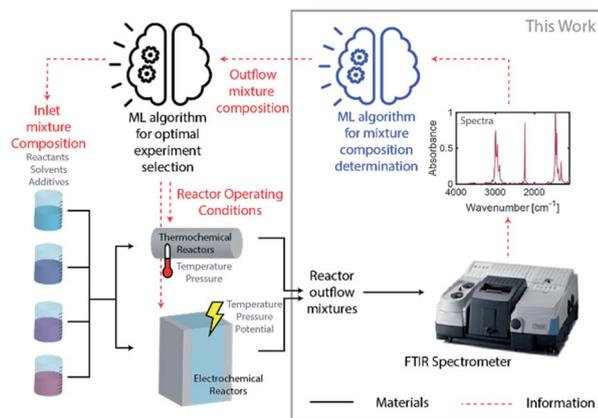 This Work
Inlet
mixture
Composition
Reactants
Solvents
Additives
ML algorithm
for optimal
experiment
selection
Outflow
mixture
composition
ML algorithm
for mixture
composition
determination
Spectra
Absorbance
1
0.5
0
4000
3000
2000
Wavenumber [cm⁻¹]
Reactor Operating
Conditions
Thermochemical
Reactors
Temperature
Pressure
Temperature
Pressure
Potential
Electrochemical
Reactors
Reactor
outflow
mixtures
FTIR Spectrometer
Materials
Information